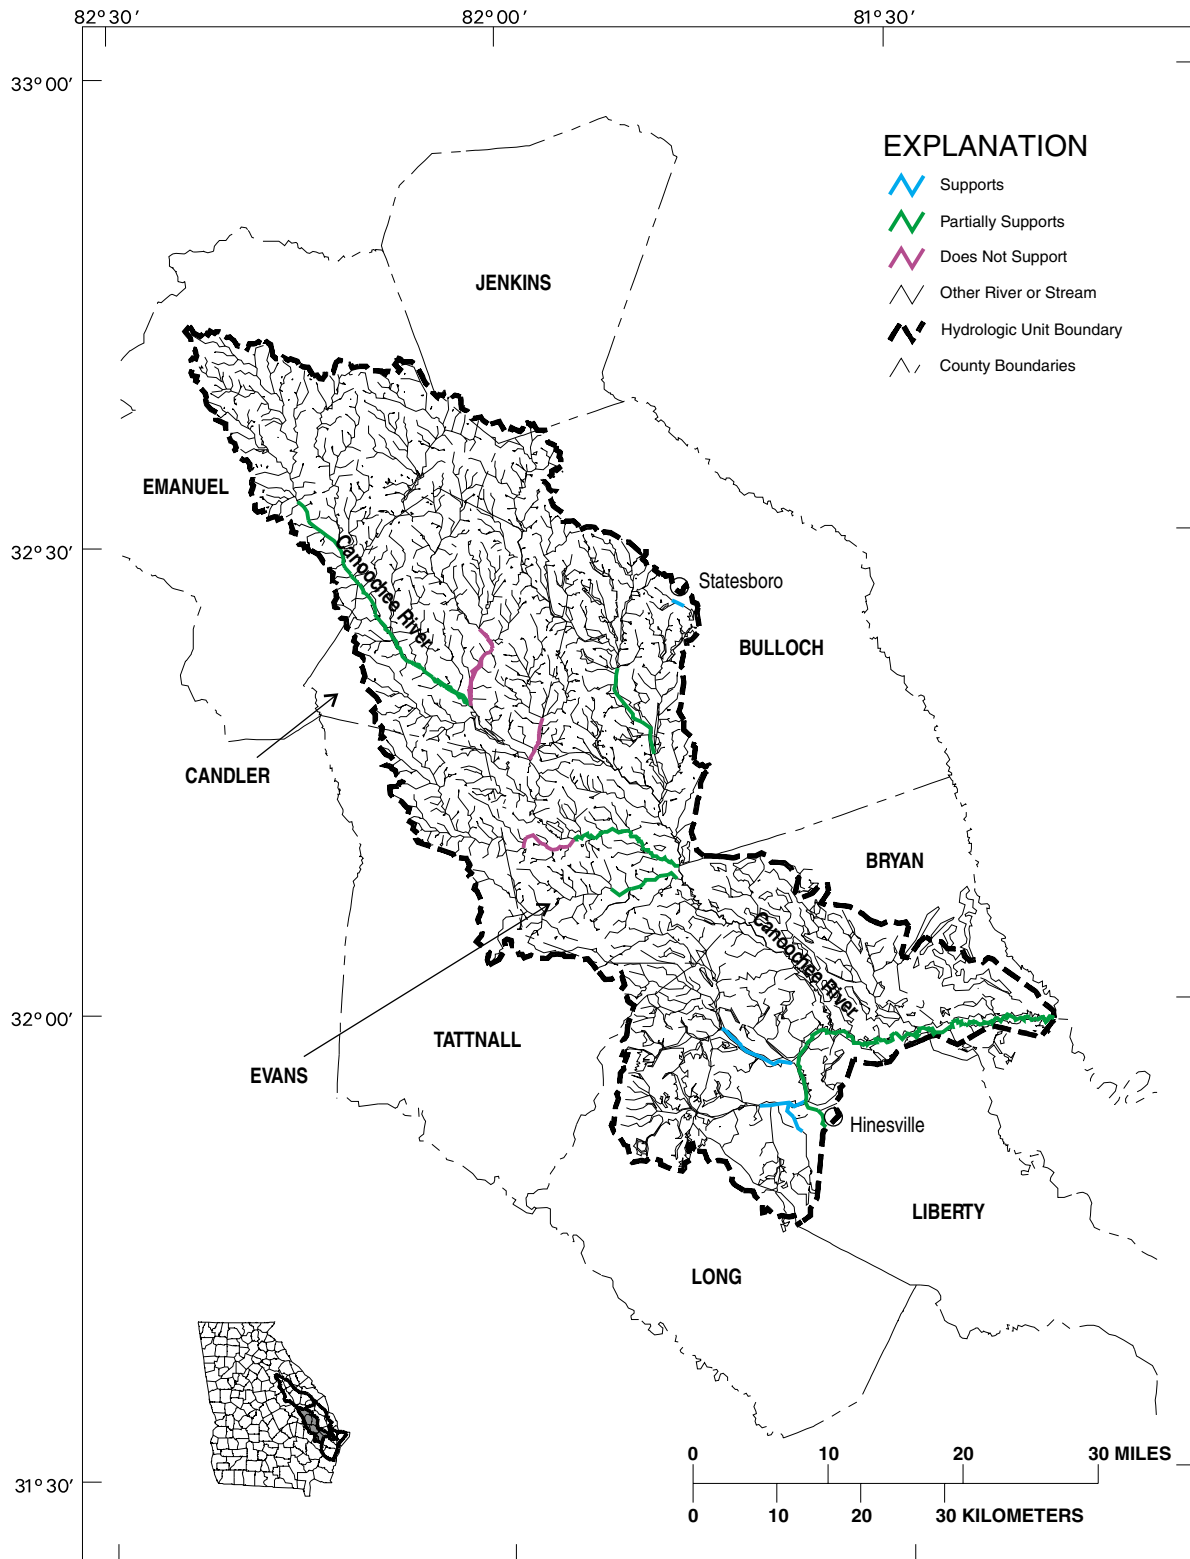 82° 30′ 82° 00′ 81° 30′
33° 00′
EXPLANATION
Supports
Partially Supports
Does Not Support
Other River or Stream
Hydrologic Unit Boundary
County Boundaries
JENKINS
EMANUEL
32° 30′
Canoochee River
Statesboro
BULLOCH
CANDLER
BRYAN
Canoochee River
32° 00′
TATTNALL
EVANS
Hinesville
LIBERTY
LONG
31° 30′
0 10 20 30 MILES
0 10 20 30 KILOMETERS